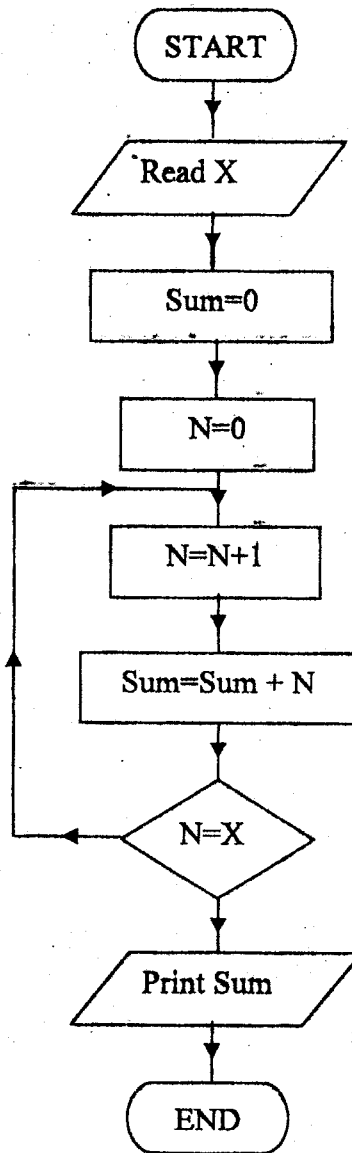 START
Read X
Sum=0
N=0
N=N+1
Sum=Sum + N
N=X
Print Sum
END